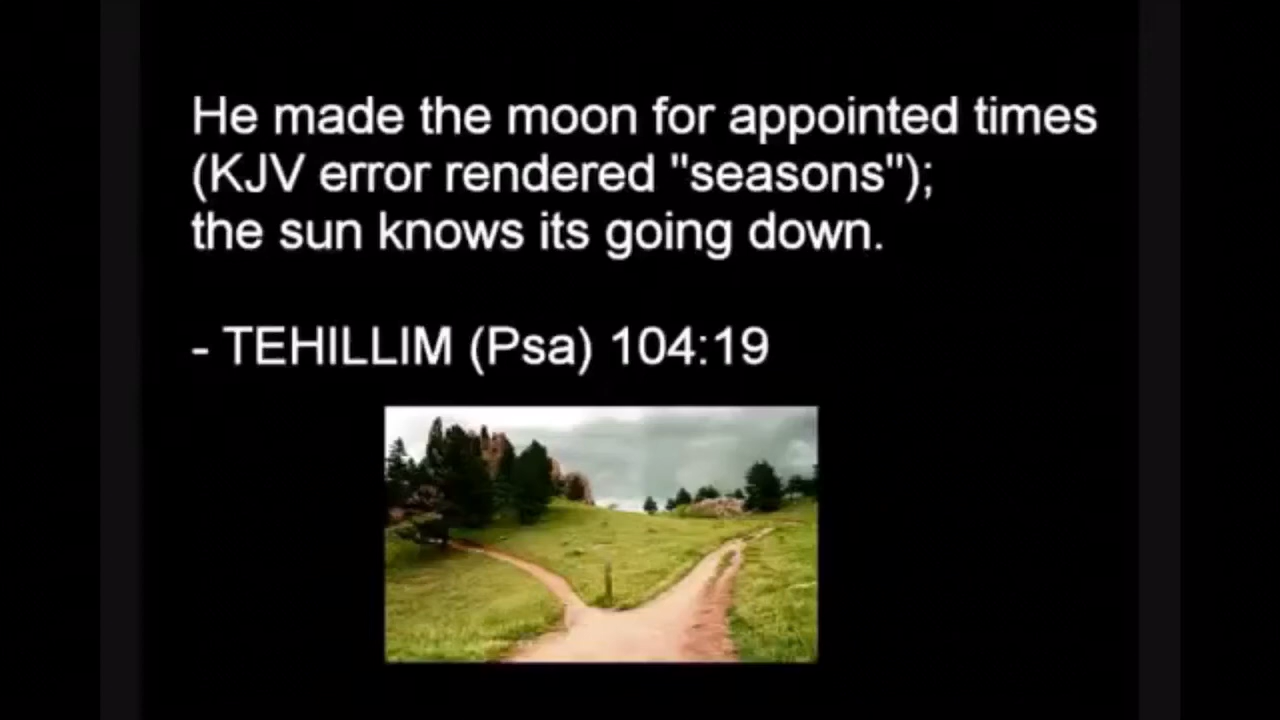 He made the moon for appointed times
(KJV error rendered "seasons");
the sun knows its going down.
- TEHILLIM (Psa) 104:19